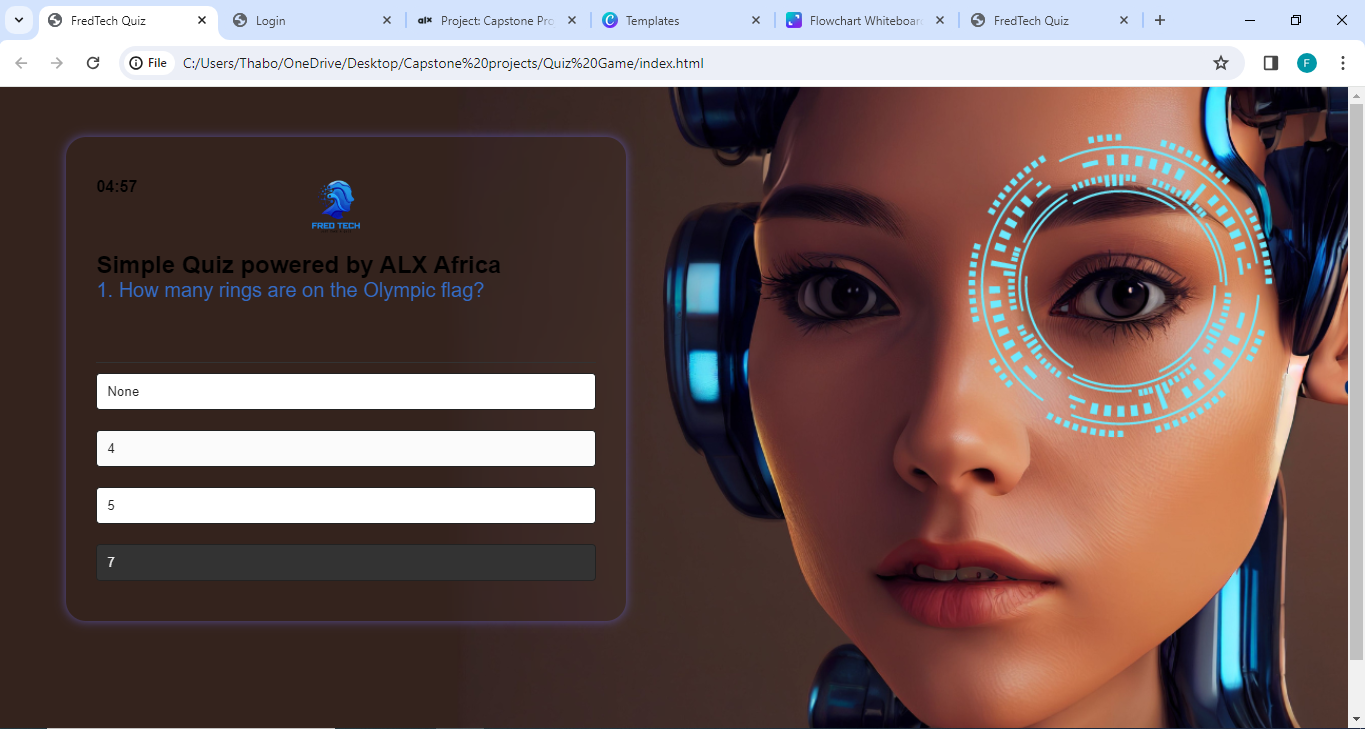 FredTech Quiz
Login
alx Project: Capstone Pro
Templates
Flowchart Whiteboar
FredTech Quiz
File C:/Users/Thabo/OneDrive/Desktop/Capstone%20projects/Quiz%20Game/index.html
F
04:57
FRED TECH
Simple Quiz powered by ALX Africa
1. How many rings are on the Olympic flag?
None
4
5
7